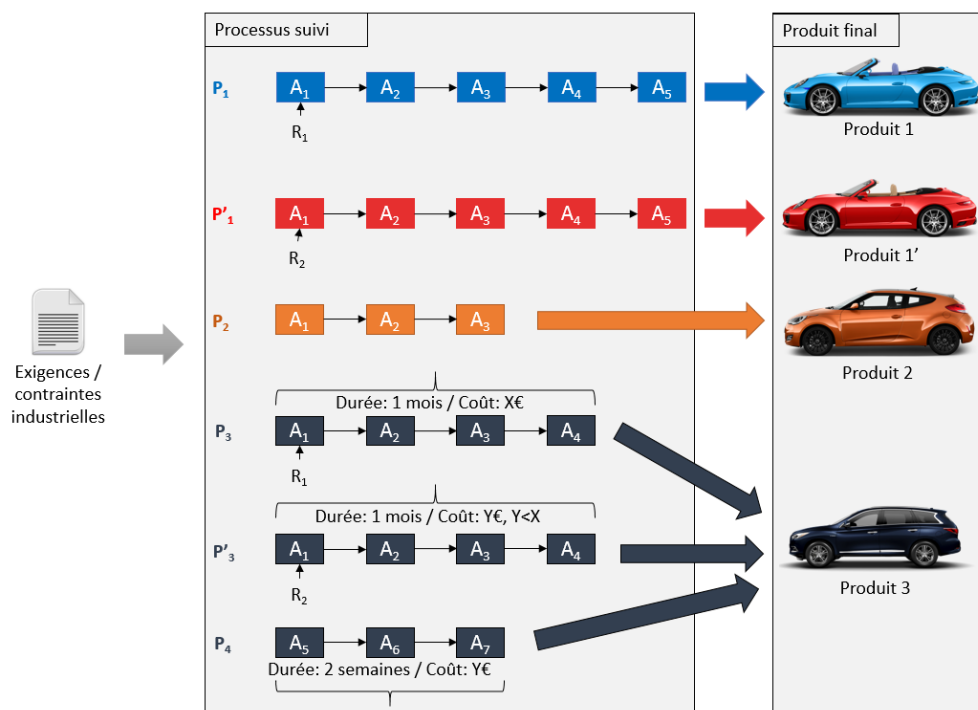 Processus suivi
Produit final
P₁
A₁ A₂ A₃ A₄ A₅
R₁
Produit 1
P'₁
A₁ A₂ A₃ A₄ A₅
R₂
Produit 1’
P₂
A₁ A₂ A₃
Produit 2
Exigences /
contraintes
industrielles
Durée: 1 mois / Coût: X€
P₃
A₁ A₂ A₃ A₄
R₁
Durée: 1 mois / Coût: Y€, Y<X
P'₃
A₁ A₂ A₃ A₄
R₂
Produit 3
P₄
A₅ A₆ A₇
Durée: 2 semaines / Coût: Y€